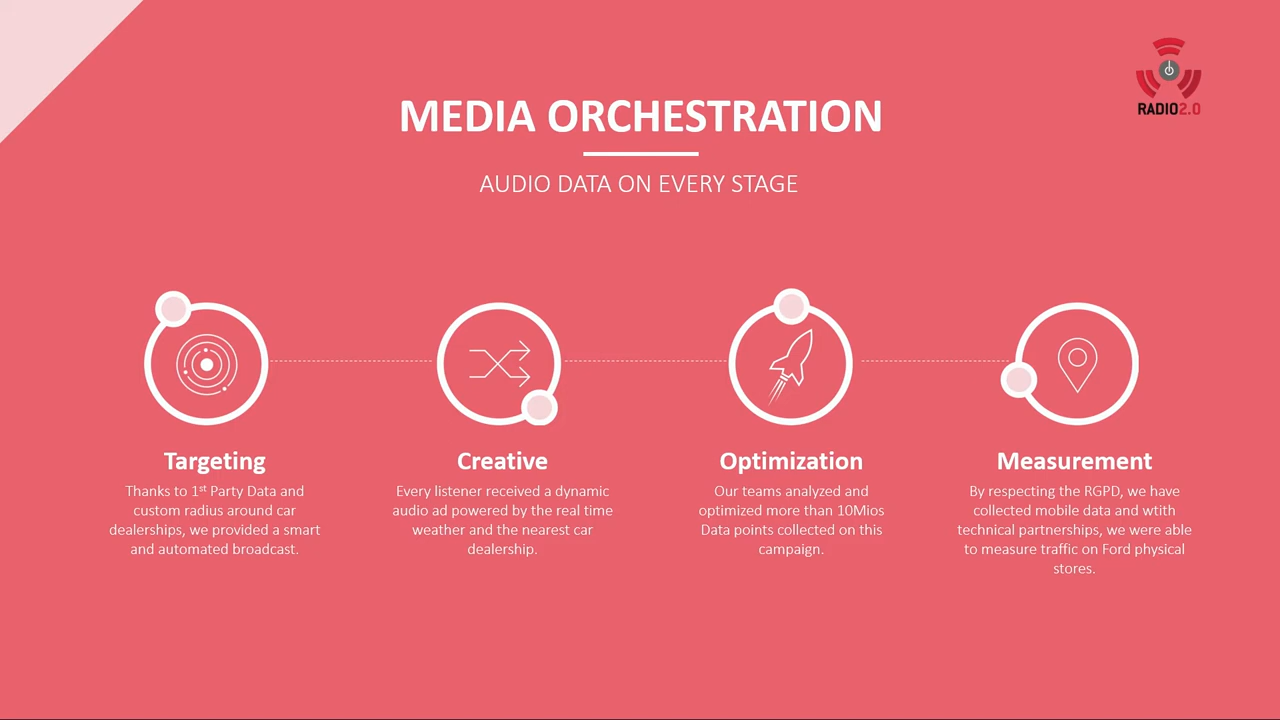 RADIO2.0
MEDIA ORCHESTRATION
AUDIO DATA ON EVERY STAGE
Targeting
Thanks to 1st Party Data and
custom radius around car
dealerships, we provided a smart
and automated broadcast.
Creative
Every listener received a dynamic
audio ad powered by the real time
weather and the nearest car
dealership.
Optimization
Our teams analyzed and
optimized more than 10Mios
Data points collected on this
campaign.
Measurement
By respecting the RGPD, we have
collected mobile data and wtith
technical partnerships, we were able
to measure traffic on Ford physical
stores.